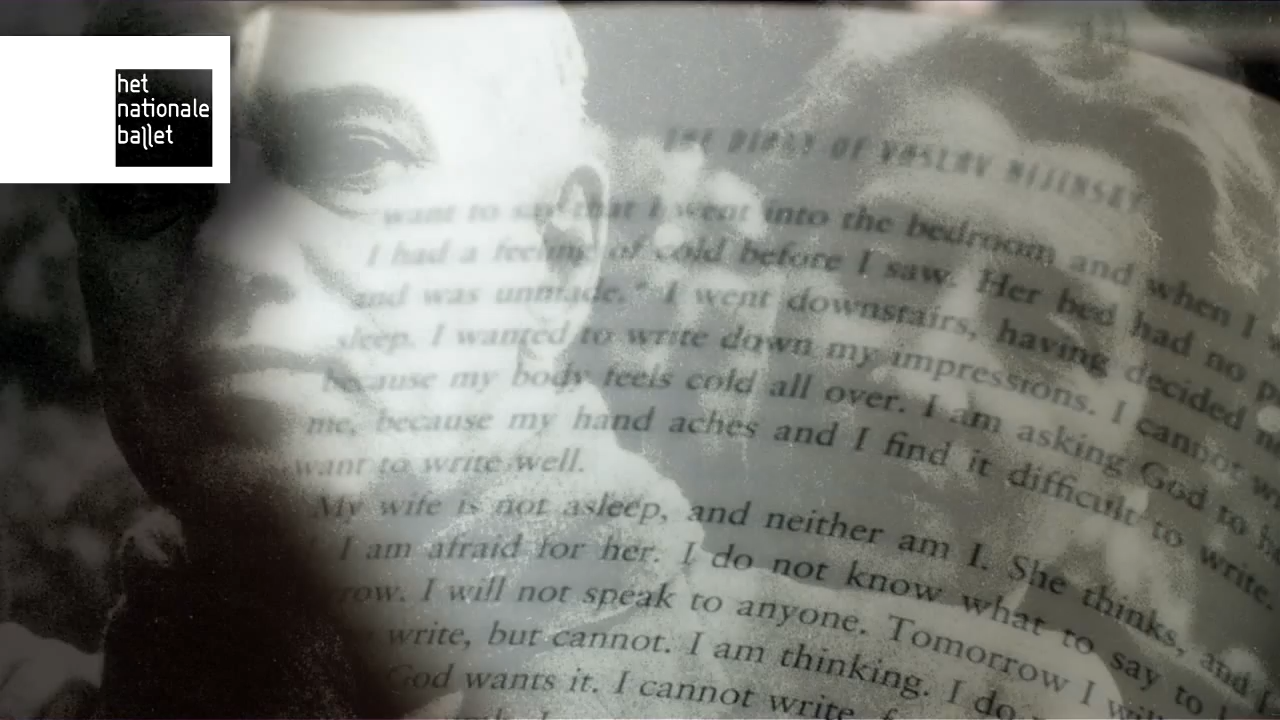 het
nationale
ballet
THE DIARY OF VASLAV NIJINSKY
want to say that I went into the bedroom and when I
I had a feeling of cold before I saw. Her bed had no
and was unmade." I went downstairs, having decided
sleep. I wanted to write down my impressions. I cannot
because my body feels cold all over. I am asking God to
me, because my hand aches and I find it difficult to write.
want to write well.
My wife is not asleep, and neither am I. She thinks, and I
I am afraid for her. I do not know what to say to
I will not speak to anyone. Tomorrow I will
write, but cannot. I am thinking. I do
God wants it. I cannot write,